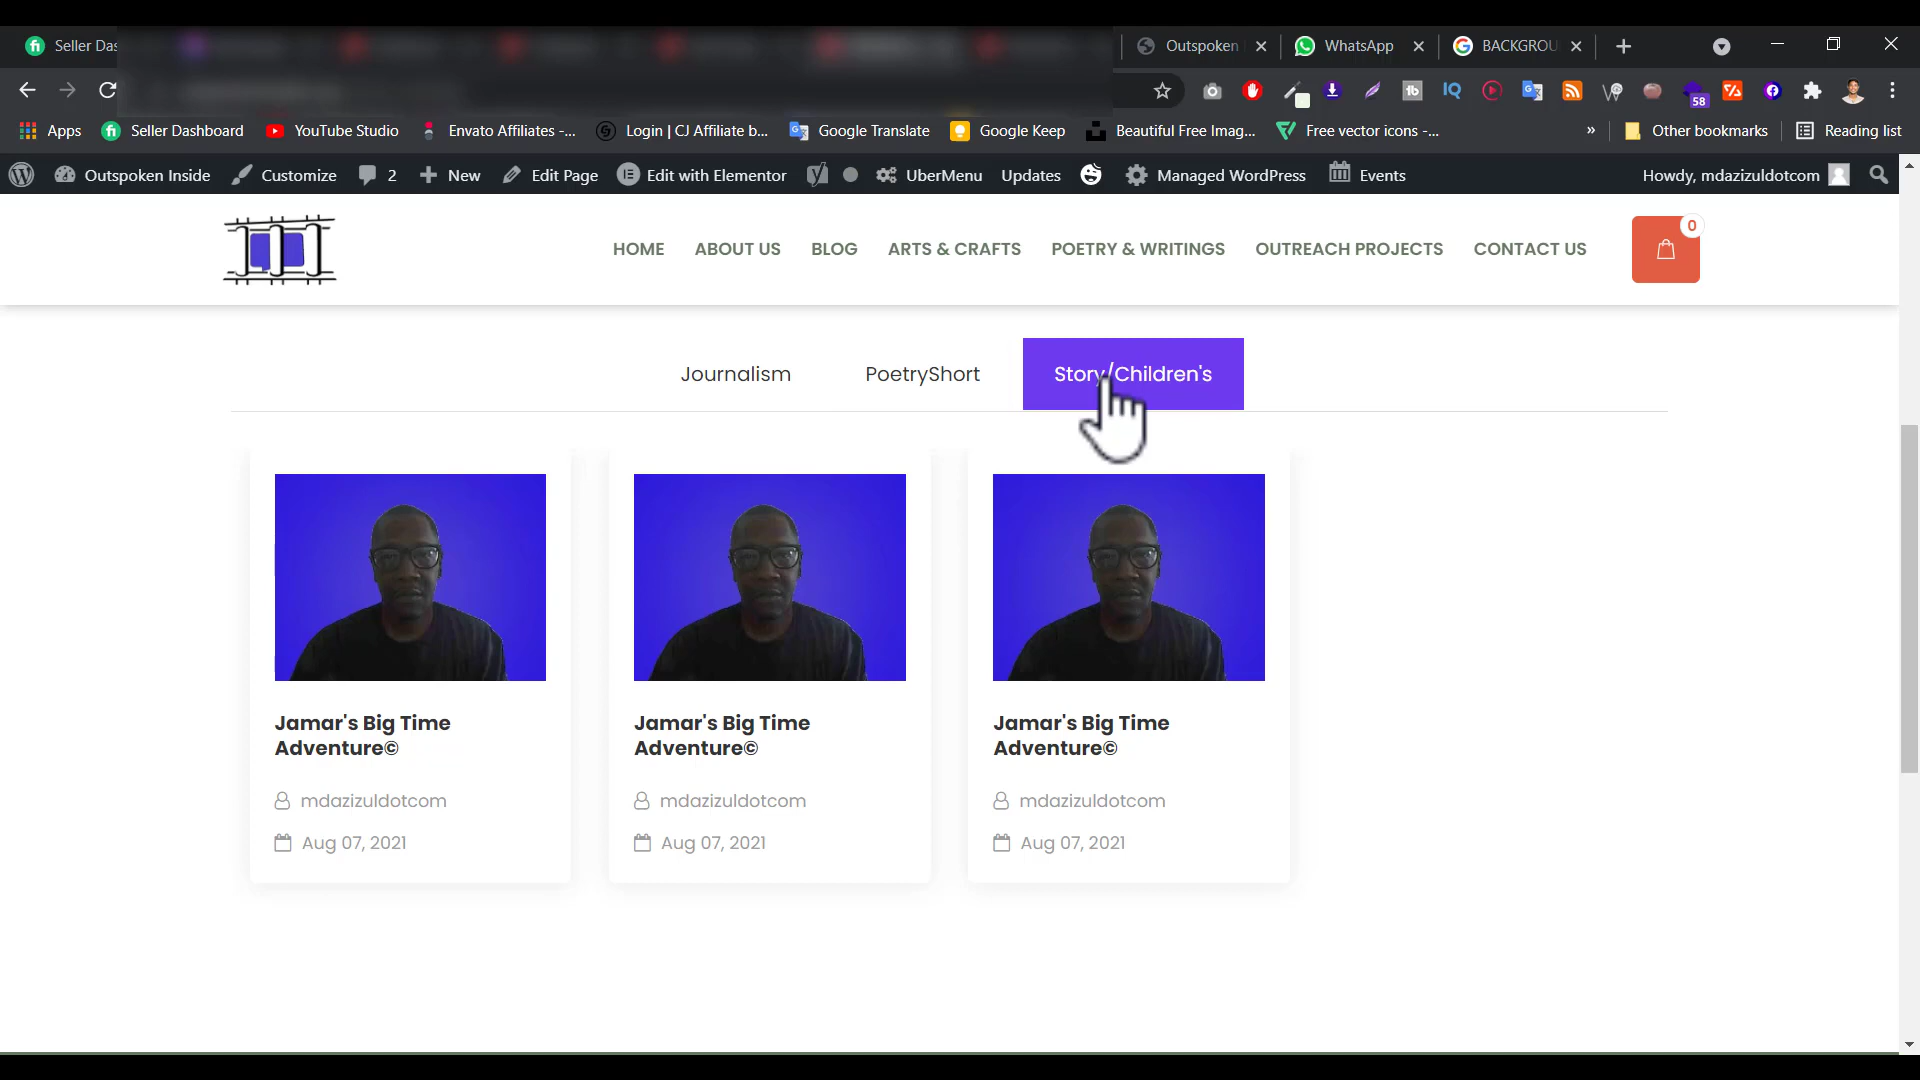 Seller Das
Outspoken
WhatsApp
BACKGROU
58
Apps
Seller Dashboard
YouTube Studio
Envato Affiliates -...
Login | CJ Affiliate b...
Google Translate
Google Keep
Beautiful Free Imag...
Free vector icons -...
»
Other bookmarks
Reading list
Outspoken Inside
Customize
2
New
Edit Page
Edit with Elementor
UberMenu
Updates
Managed WordPress
Events
Howdy, mdazizuldotcom
HOME
ABOUT US
BLOG
ARTS & CRAFTS
POETRY & WRITINGS
OUTREACH PROJECTS
CONTACT US
0
Journalism
PoetryShort
Story/Children's
Jamar's Big Time
Adventure©
mdazizuldotcom
Aug 07, 2021
Jamar's Big Time
Adventure©
mdazizuldotcom
Aug 07, 2021
Jamar's Big Time
Adventure©
mdazizuldotcom
Aug 07, 2021